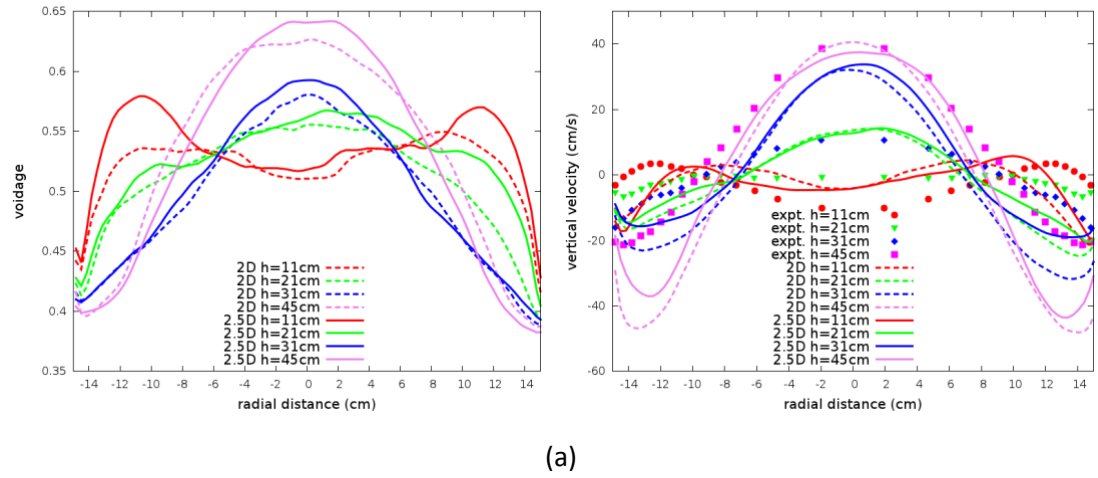 0.65
0.6
0.55
0.5
0.45
0.4
0.35
voidage
2D h=11cm
2D h=21cm
2D h=31cm
2D h=45cm
2.5D h=11cm
2.5D h=21cm
2.5D h=31cm
2.5D h=45cm
-14 -12 -10 -8 -6 -4 -2 0 2 4 6 8 10 12 14
radial distance (cm)
40
20
0
-20
-40
-60
vertical velocity (cm/s)
expt. h=11cm
expt. h=21cm
expt. h=31cm
expt. h=45cm
2D h=11cm
2D h=21cm
2D h=31cm
2D h=45cm
2.5D h=11cm
2.5D h=21cm
2.5D h=31cm
2.5D h=45cm
-14 -12 -10 -8 -6 -4 -2 0 2 4 6 8 10 12 14
radial distance (cm)
(a)